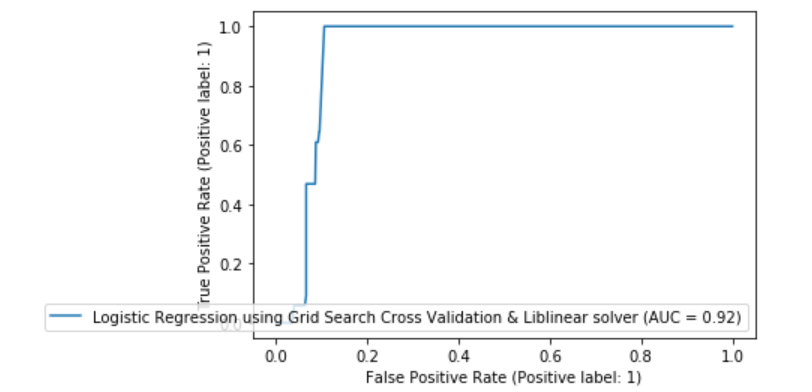 1.0
0.8
0.6
0.4
0.2
0.0
True Positive Rate (Positive label: 1)
Logistic Regression using Grid Search Cross Validation & Liblinear solver (AUC = 0.92)
0.0 0.2 0.4 0.6 0.8 1.0
False Positive Rate (Positive label: 1)